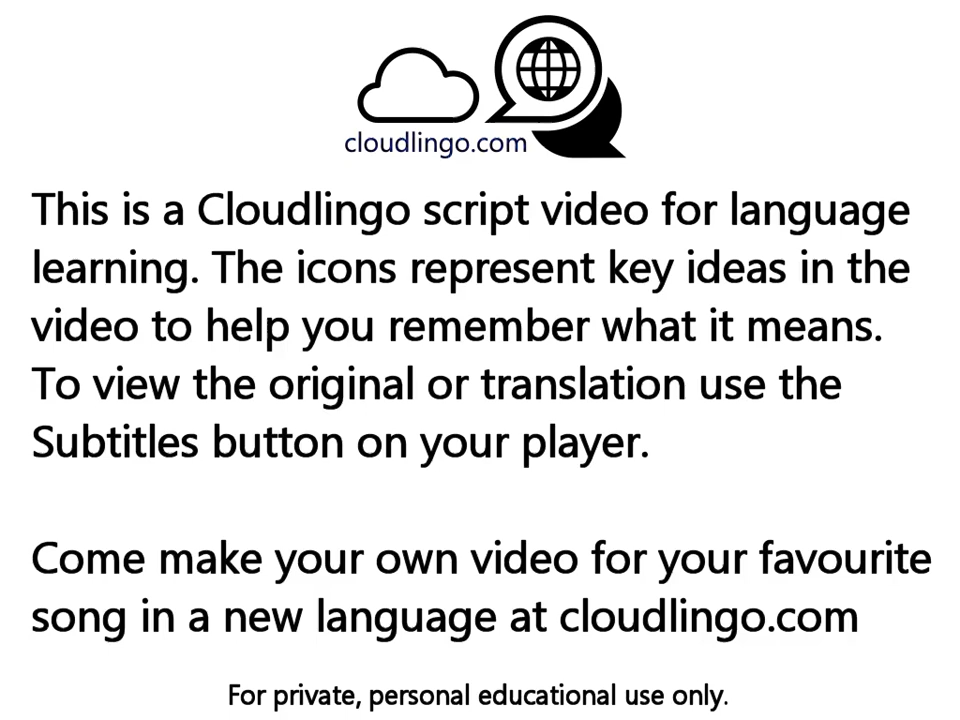 cloudlingo.com
This is a Cloudlingo script video for language
learning. The icons represent key ideas in the
video to help you remember what it means.
To view the original or translation use the
Subtitles button on your player.
Come make your own video for your favourite
song in a new language at cloudlingo.com
For private, personal educational use only.